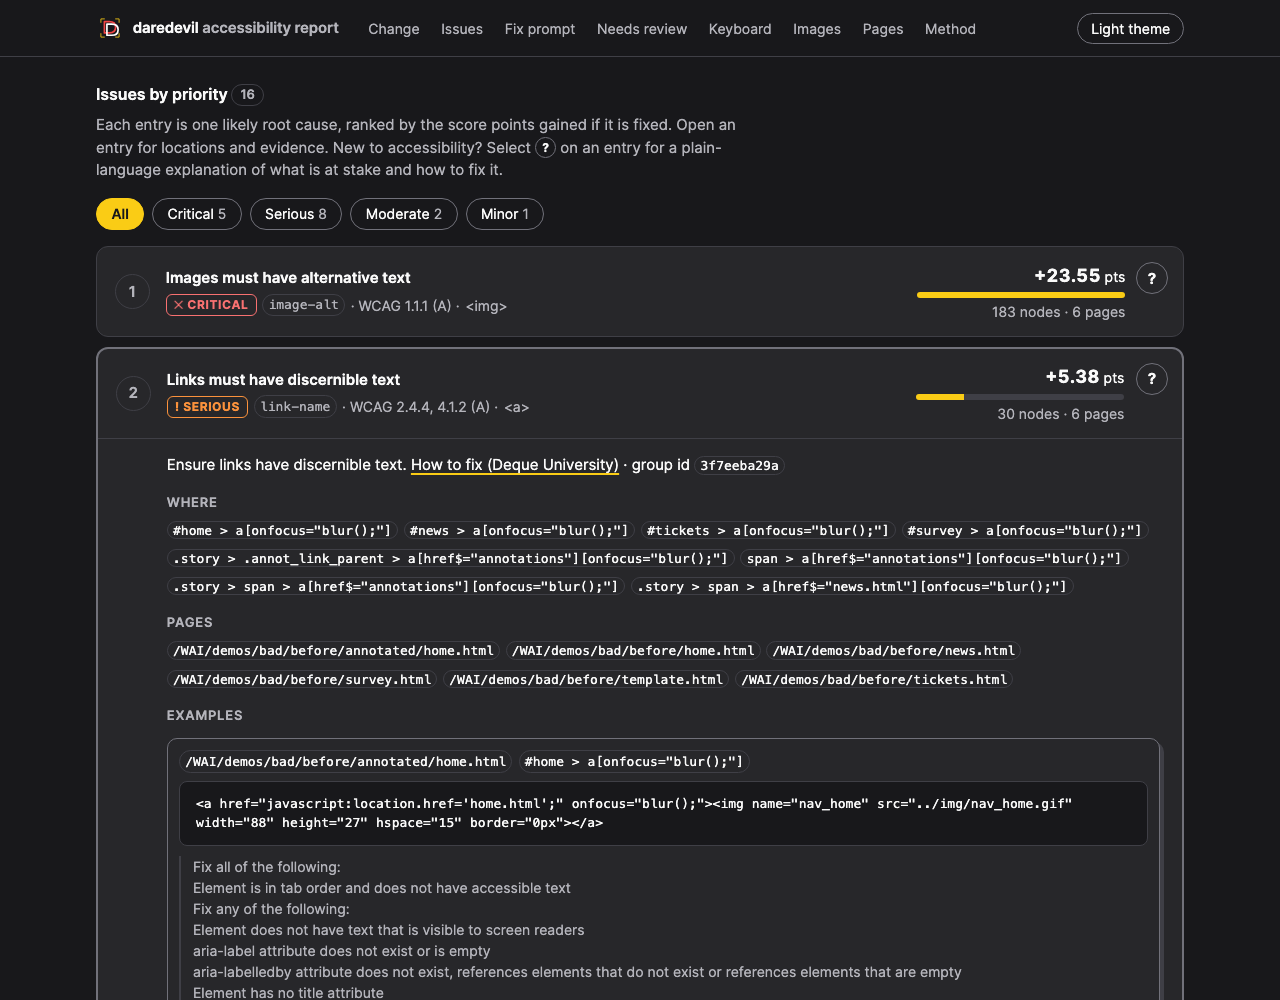 daredevil accessibility report Change Issues Fix prompt Needs review Keyboard Images Pages Method Light theme
Issues by priority 16
Each entry is one likely root cause, ranked by the score points gained if it is fixed. Open an
entry for locations and evidence. New to accessibility? Select ? on an entry for a plain-
language explanation of what is at stake and how to fix it.
All Critical 5 Serious 8 Moderate 2 Minor 1
1 Images must have alternative text +23.55 pts ?
CRITICAL image-alt · WCAG 1.1.1 (A) · <img>
183 nodes · 6 pages
2 Links must have discernible text +5.38 pts ?
! SERIOUS link-name · WCAG 2.4.4, 4.1.2 (A) · <a>
30 nodes · 6 pages
Ensure links have discernible text. How to fix (Deque University) · group id 3f7eeba29a
WHERE
#home > a[onfocus="blur();"] #news > a[onfocus="blur();"] #tickets > a[onfocus="blur();"] #survey > a[onfocus="blur();"]
.story > .annot_link_parent > a[href$="annotations"][onfocus="blur();"] span > a[href$="annotations"][onfocus="blur();"]
.story > span > a[href$="annotations"][onfocus="blur();"] .story > span > a[href$="news.html"][onfocus="blur();"]
PAGES
/WAI/demos/bad/before/annotated/home.html /WAI/demos/bad/before/home.html /WAI/demos/bad/before/news.html
/WAI/demos/bad/before/survey.html /WAI/demos/bad/before/template.html /WAI/demos/bad/before/tickets.html
EXAMPLES
/WAI/demos/bad/before/annotated/home.html #home > a[onfocus="blur();"]
<a href="javascript:location.href='home.html';" onfocus="blur();"><img name="nav_home" src="../img/nav_home.gif"
width="88" height="27" hspace="15" border="0px"></a>
Fix all of the following:
Element is in tab order and does not have accessible text
Fix any of the following:
Element does not have text that is visible to screen readers
aria-label attribute does not exist or is empty
aria-labelledby attribute does not exist, references elements that do not exist or references elements that are empty
Element has no title attribute